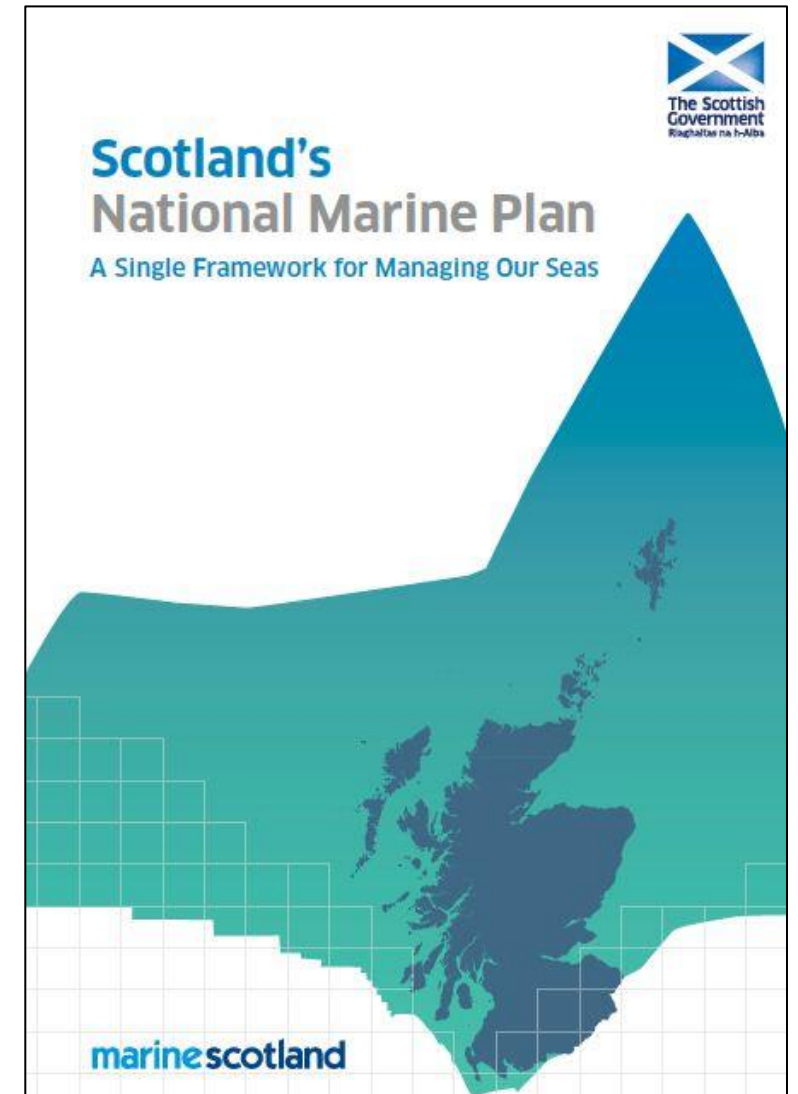 The Scottish
Government
Riaghaltas na h-Alba
Scotland's
National Marine Plan
A Single Framework for Managing Our Seas
marinescotland